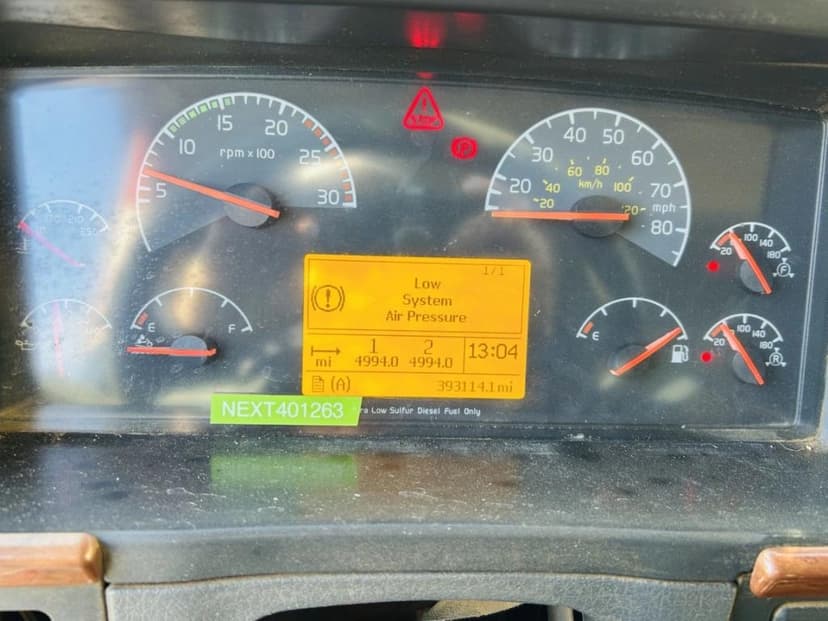 STOP
P
15
10
20
5
25
30
rpm x 100
40 50
30
60
20
70
80
mph
60 80
40
100
20
120
km/h
1/1
Low
System
Air Pressure
1 2
mi 4994.0 4994.0
13:04
(A)
393114.1mi
E F
E
20 100 140 180
F
20 100 140 180
R
NEXT401263
Low Sulfur Diesel Fuel Only